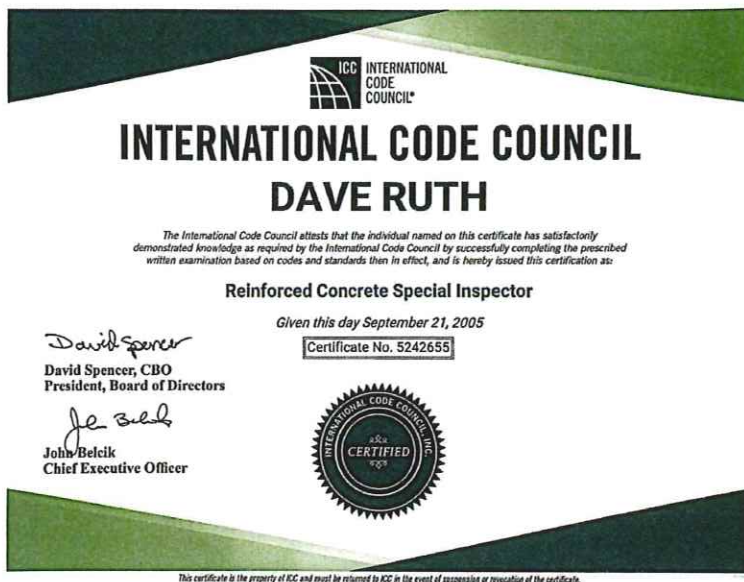 ICC INTERNATIONAL
CODE
COUNCIL®
INTERNATIONAL CODE COUNCIL
DAVE RUTH
The International Code Council attests that the individual named on this certificate has satisfactorily
demonstrated knowledge as required by the International Code Council by successfully completing the prescribed
written examination based on codes and standards then in effect, and is hereby issued this certification as:
Reinforced Concrete Special Inspector
Given this day September 21, 2005
Certificate No. 5242655
David Spencer
David Spencer, CBO
President, Board of Directors
John Belcik
John Belcik
Chief Executive Officer
INTERNATIONAL CODE COUNCIL, INC.
CERTIFIED
This certificate is the property of ICC and must be returned to ICC in the event of suspension or revocation of the certificate.